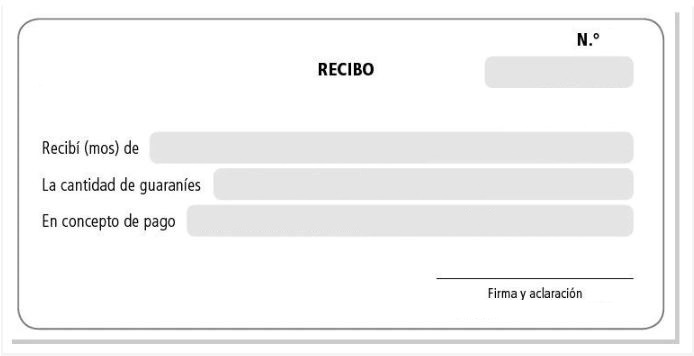 N.°
RECIBO
Recibí (mos) de
La cantidad de guaraníes
En concepto de pago
Firma y aclaración